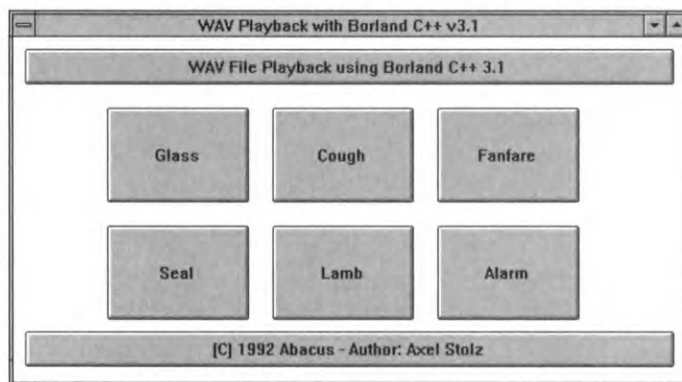 WAV Playback with Borland C++ v3.1
WAV File Playback using Borland C++ 3.1
Glass Cough Fanfare
Seal Lamb Alarm
[C] 1992 Abacus - Author: Axel Stolz